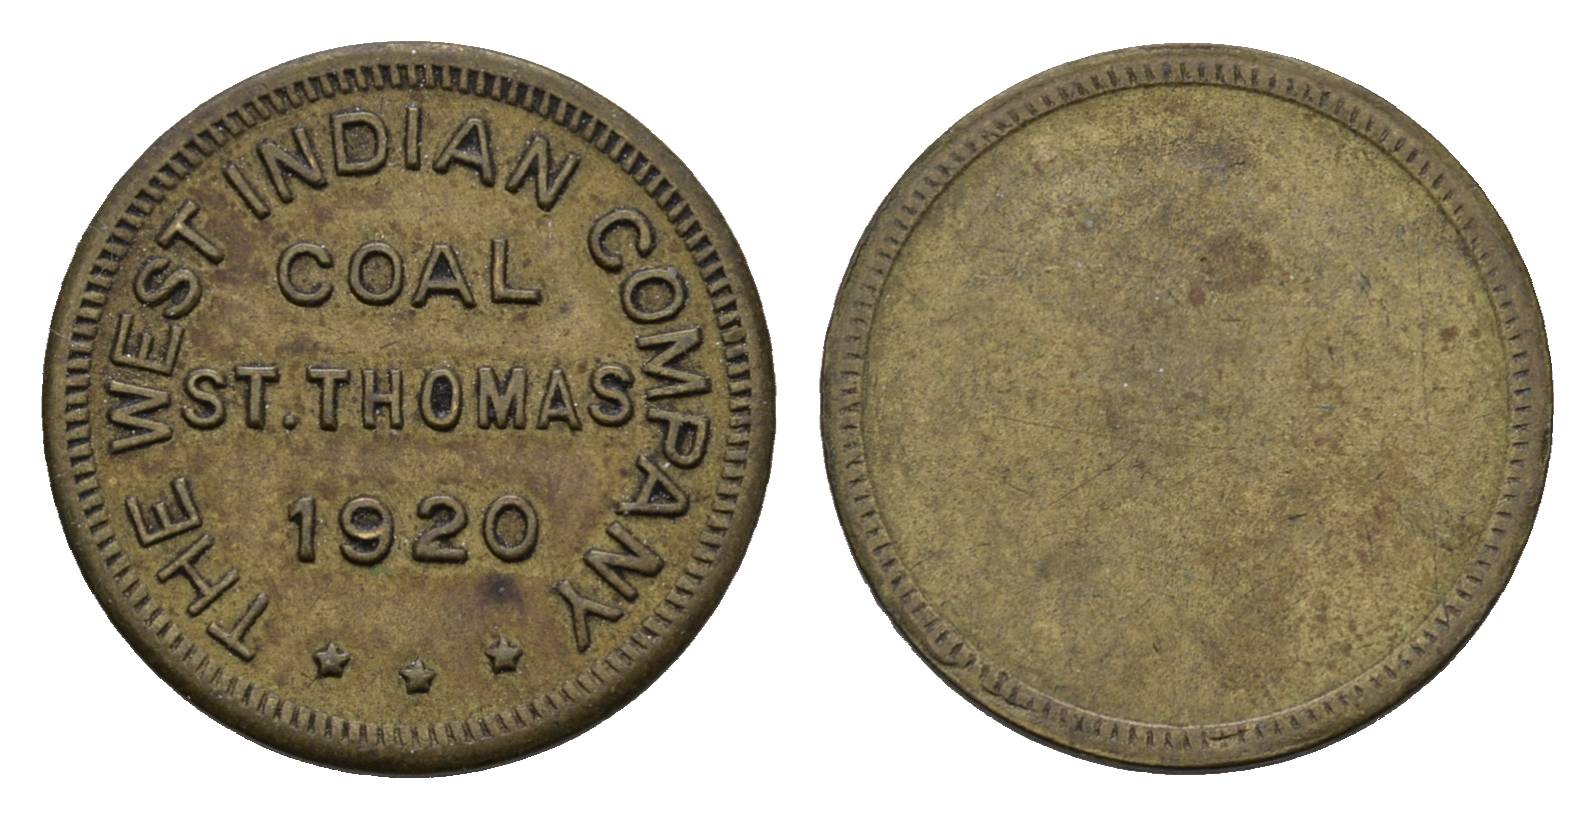 THE WEST INDIAN COMPANY
COAL
ST. THOMAS
1920